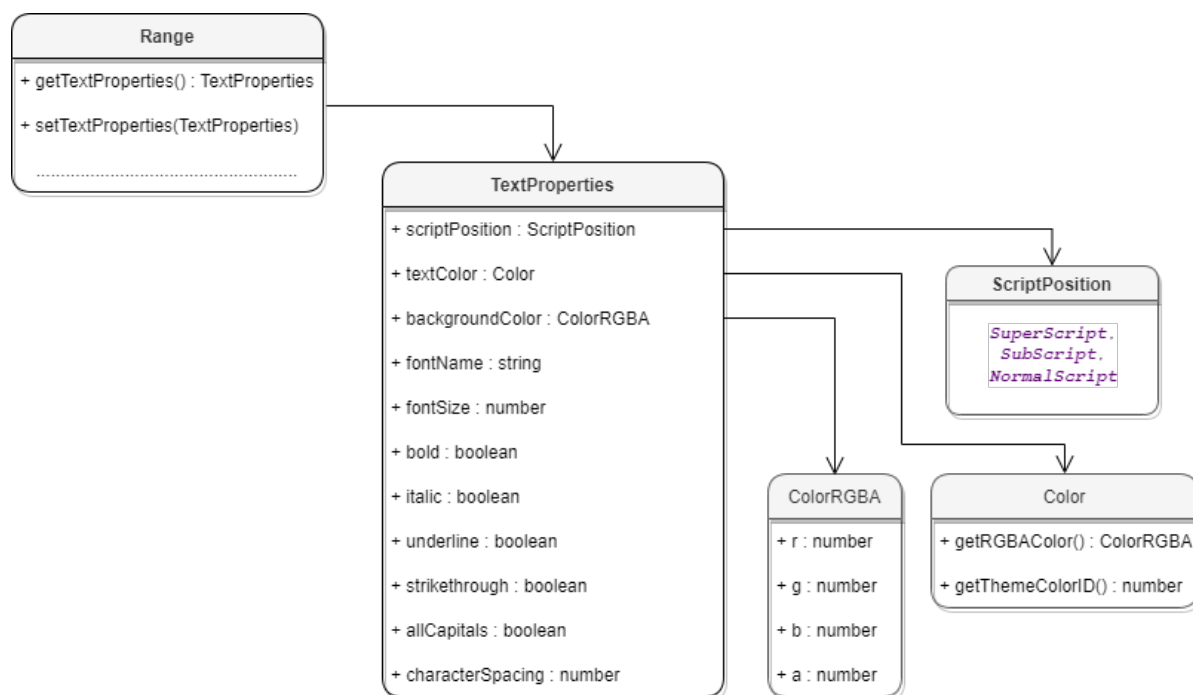 Range
+ getTextProperties() : TextProperties
+ setTextProperties(TextProperties)
TextProperties
+ scriptPosition : ScriptPosition
+ textColor : Color
+ backgroundColor : ColorRGBA
+ fontName : string
+ fontSize : number
+ bold : boolean
+ italic : boolean
+ underline : boolean
+ strikethrough : boolean
+ allCapitals : boolean
+ characterSpacing : number
ScriptPosition
SuperScript,
SubScript,
NormalScript
ColorRGBA
+ r : number
+ g : number
+ b : number
+ a : number
Color
+ getRGBAColor() : ColorRGBA
+ getThemeColorID() : number